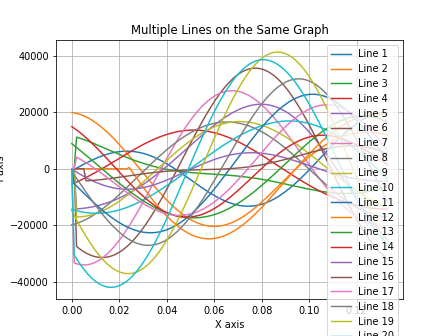 Multiple Lines on the Same Graph
40000
20000
0
−20000
−40000
0.00
0.02
0.04
0.06
0.08
0.10
X axis
axis
Line 1
Line 2
Line 3
Line 4
Line 5
Line 6
Line 7
Line 8
Line 9
Line 10
Line 11
Line 12
Line 13
Line 14
Line 15
Line 16
Line 17
Line 18
Line 19
Line 20